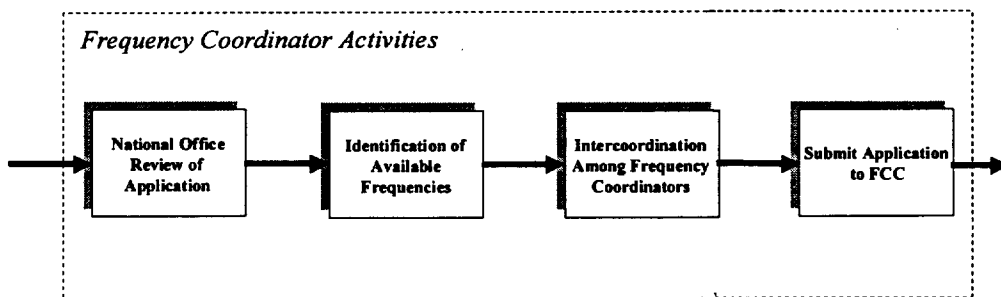 Frequency Coordinator Activities
National Office
Review of
Application
Identification of
Available
Frequencies
Intercoordination
Among Frequency
Coordinators
Submit Application
to FCC